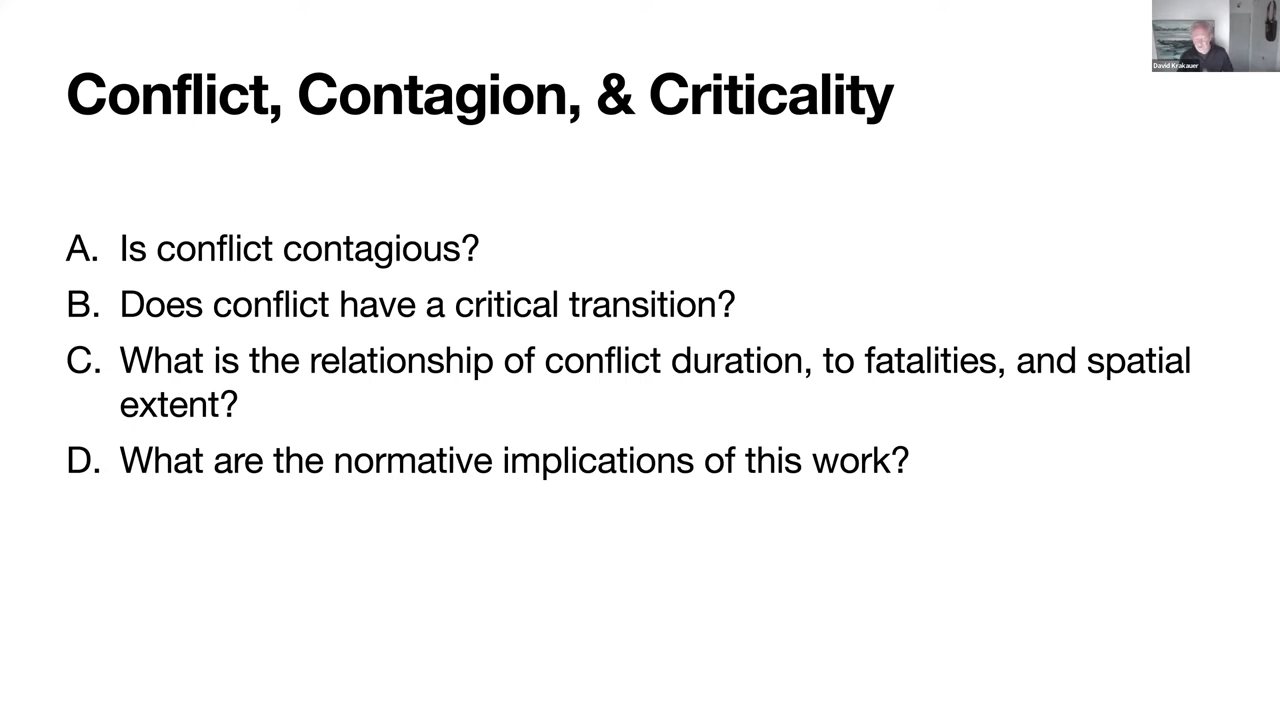 David Krakauer
Conflict, Contagion, & Criticality
A. Is conflict contagious?
B. Does conflict have a critical transition?
C. What is the relationship of conflict duration, to fatalities, and spatial
extent?
D. What are the normative implications of this work?